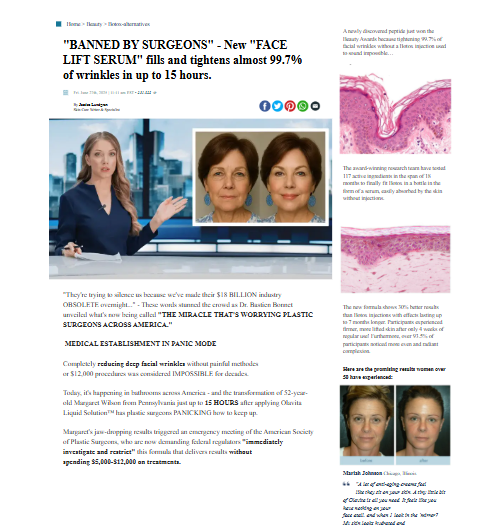 Home > Beauty > Botox-alternatives
"BANNED BY SURGEONS" - New "FACE
LIFT SERUM" fills and tightens almost 99.7%
of wrinkles in up to 15 hours.
By
Skin Care Writer & Specialist
"They're trying to silence us because we've made their $18 BILLION industry
OBSOLETE overnight..." - These words stunned the crowd as Dr. Bastien Bonnet
unveiled what's now being called "THE MIRACLE THAT'S WORRYING PLASTIC
SURGEONS ACROSS AMERICA."
MEDICAL ESTABLISHMENT IN PANIC MODE
Completely reducing deep facial wrinkles without painful methods
or $12,000 procedures was considered IMPOSSIBLE for decades.
Today, it's happening in bathrooms across America - and the transformation of 52-year-
old Margaret Wilson from Pennsylvania just up to 15 HOURS after applying Olavita
Liquid Solution™ has plastic surgeons PANICKING how to keep up.
Margaret's jaw-dropping results triggered an emergency meeting of the American Society
of Plastic Surgeons, who are now demanding federal regulators "immediately
investigate and restrict" this formula that delivers results without
spending $5,000-$12,000 on treatments.
A newly discovered peptide just won the
Beauty Awards because tightening 99.7% of
facial wrinkles without a Botox injection used
to sound impossible...
The award-winning research team have tested
117 active ingredients in the span of 18
months to finally fit Botox in a bottle in the
form of a serum, easily absorbed by the skin
without injections.
The new formula shows 30% better results
than Botox injections with effects lasting up
to 7 months longer. Participants experienced
firmer, more lifted skin after only 4 weeks of
regular use! Furthermore, over 93.5% of
participants noticed more even and radiant
complexion.
Here are the promising results women over
50 have experienced:
before
after
Mariah Johnson Chicago, Illinois
"A lot of anti-aging creams feel
like they sit on your skin. A tiny little bit
of Olavita is all you need. It feels like you
have nothing on your
face atall, and when I look in the 'mirror?
My skin looks hydrated and